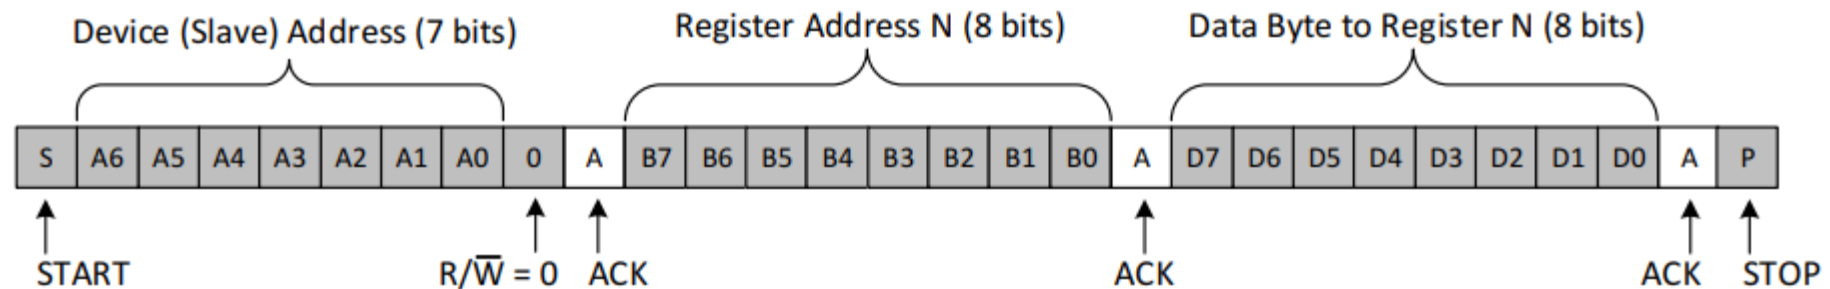 Device (Slave) Address (7 bits) Register Address N (8 bits) Data Byte to Register N (8 bits)
S A6 A5 A4 A3 A2 A1 A0 0 A B7 B6 B5 B4 B3 B2 B1 B0 A D7 D6 D5 D4 D3 D2 D1 D0 A P
START R/W̅ = 0 ACK ACK ACK STOP